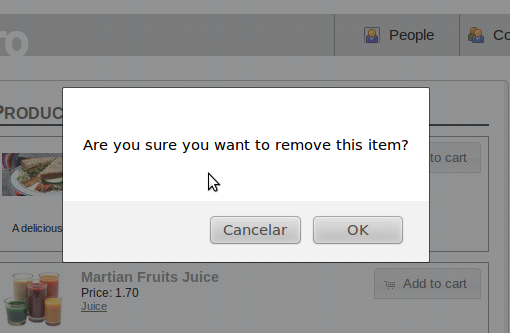 ro
People
Co
PRODUC
Are you sure you want to remove this item?
to cart
A delicious
Cancelar
OK
Martian Fruits Juice
Price: 1.70
Juice
Add to cart